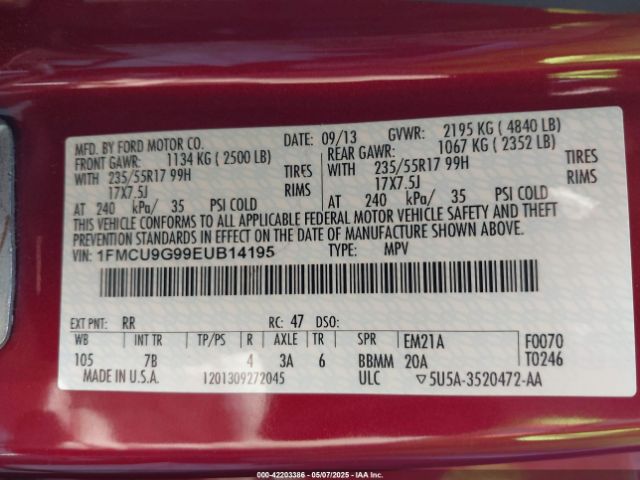 MFD. BY FORD MOTOR CO. DATE: 09/13 GVWR: 2195 KG ( 4840 LB)
FRONT GAWR: 1134 KG ( 2500 LB) REAR GAWR: 1067 KG ( 2352 LB)
WITH 235/55R17 99H TIRES WITH 235/55R17 99H TIRES
17X7.5J RIMS 17X7.5J RIMS
AT 240 kPa/ 35 PSI COLD AT 240 kPa/ 35 PSI COLD
THIS VEHICLE CONFORMS TO ALL APPLICABLE FEDERAL MOTOR VEHICLE SAFETY AND THEFT
PREVENTION STANDARDS IN EFFECT ON THE DATE OF MANUFACTURE SHOWN ABOVE.
VIN: 1FMCU9G99EUB14195 TYPE: MPV
EXT PNT: RR RC: 47 DSO:
WB INT TR TP/PS R AXLE TR SPR EM21A F0070
105 7B 4 3A 6 BBMM 20A T0246
MADE IN U.S.A. 1201309272045 ULC ▽5U5A-3520472-AA
© 2000-42203386 - 05/07/2025 - IAA Inc.